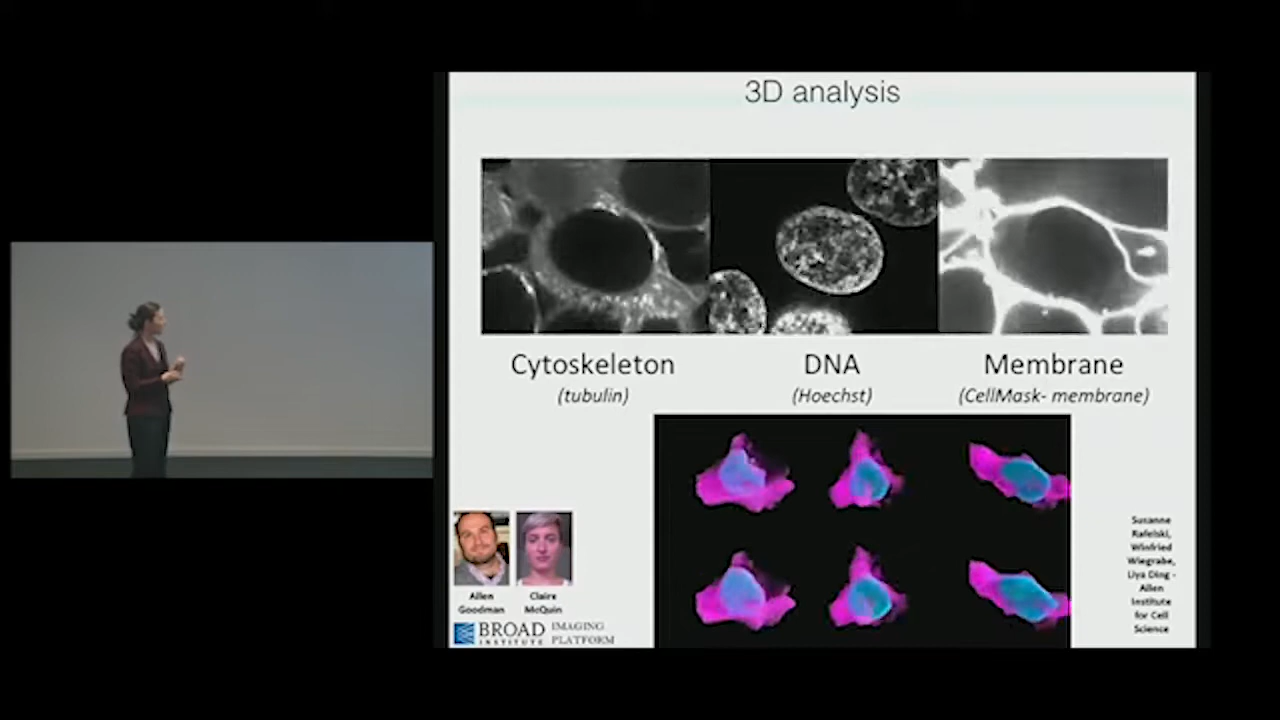 3D analysis
Cytoskeleton
(tubulin)
DNA
(Hoechst)
Membrane
(CellMask- membrane)
Allen
Goodman
Claire
McQuin
BROAD
INSTITUTE
IMAGING
PLATFORM
Susanne
Rafelski,
Winfried
Wiegrabe,
Liya Ding -
Allen
Institute
for Cell
Science